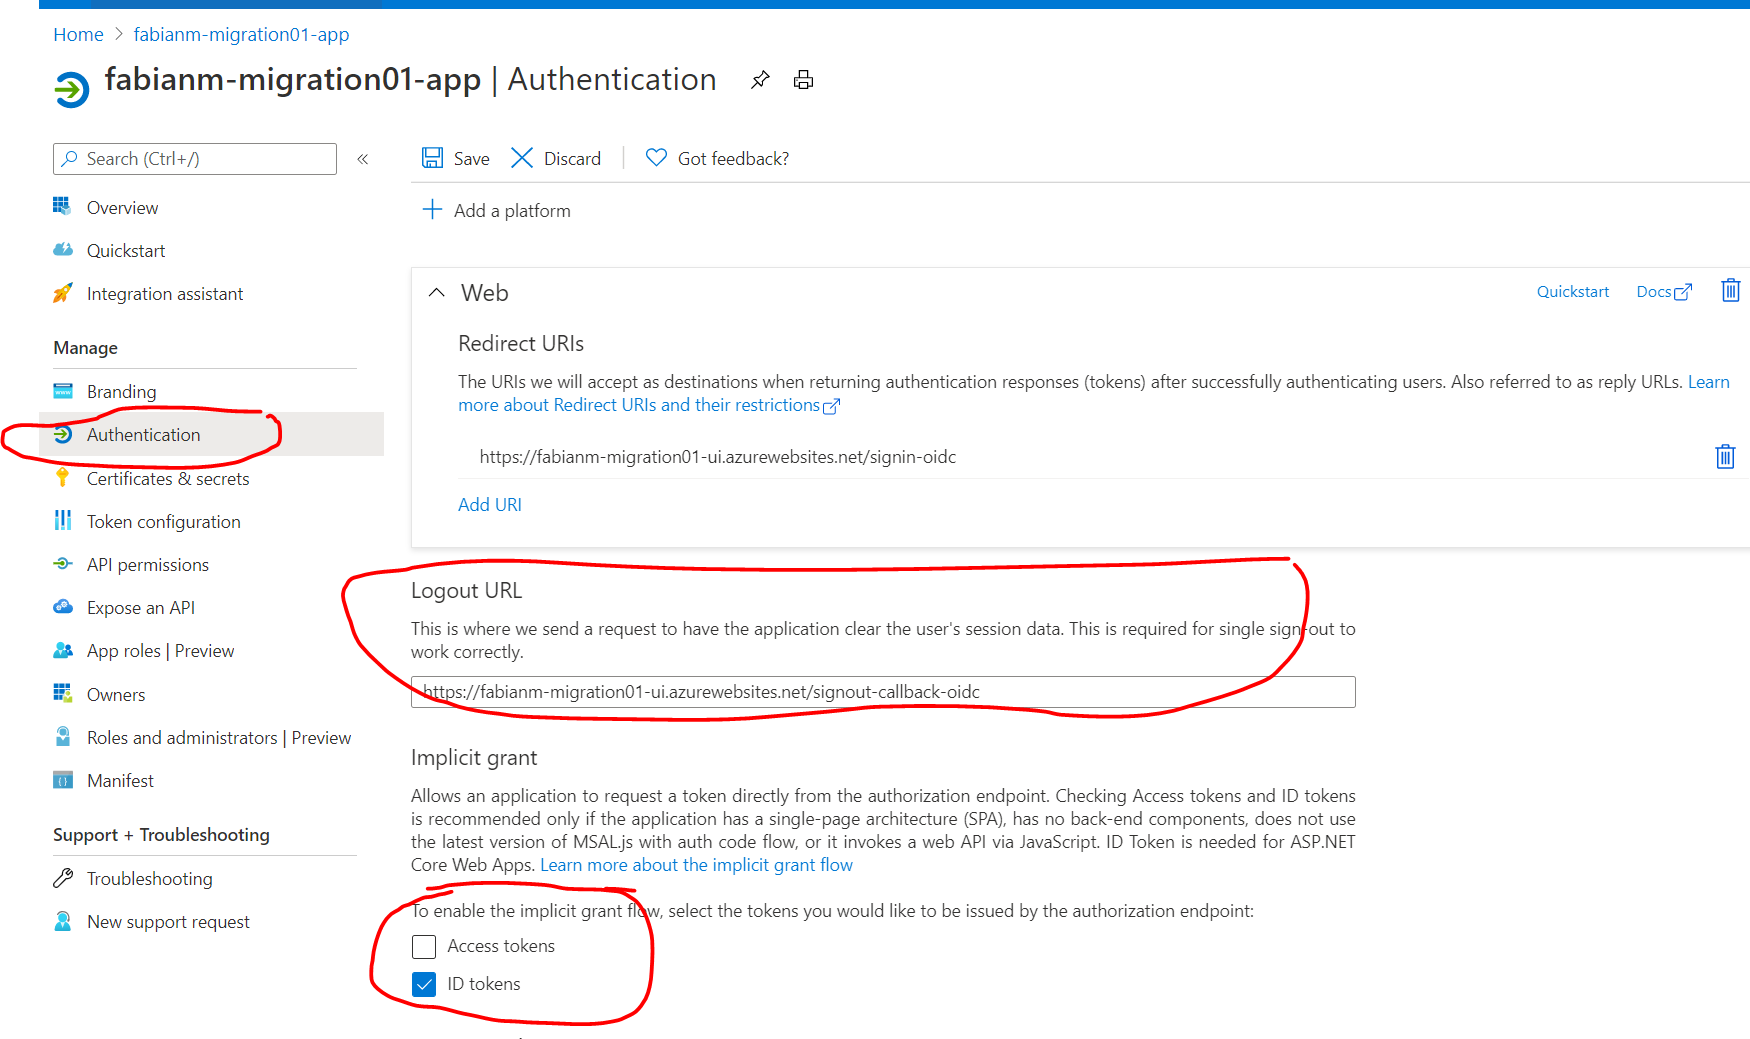 Home > fabianm-migration01-app
fabianm-migration01-app | Authentication
Search (Ctrl+/)
«
Overview
Quickstart
Integration assistant
Manage
Branding
Authentication
Certificates & secrets
Token configuration
API permissions
Expose an API
App roles | Preview
Owners
Roles and administrators | Preview
Manifest
Support + Troubleshooting
Troubleshooting
New support request
Save
Discard
Got feedback?
Add a platform
Web
Quickstart
Docs
Redirect URIs
The URIs we will accept as destinations when returning authentication responses (tokens) after successfully authenticating users. Also referred to as reply URLs. Learn
more about Redirect URIs and their restrictions
https://fabianm-migration01-ui.azurewebsites.net/signin-oidc
Add URI
Logout URL
This is where we send a request to have the application clear the user's session data. This is required for single sign-out to
work correctly.
https://fabianm-migration01-ui.azurewebsites.net/signout-callback-oidc
Implicit grant
Allows an application to request a token directly from the authorization endpoint. Checking Access tokens and ID tokens
is recommended only if the application has a single-page architecture (SPA), has no back-end components, does not use
the latest version of MSAL.js with auth code flow, or it invokes a web API via JavaScript. ID Token is needed for ASP.NET
Core Web Apps. Learn more about the implicit grant flow
To enable the implicit grant flow, select the tokens you would like to be issued by the authorization endpoint:
Access tokens
ID tokens